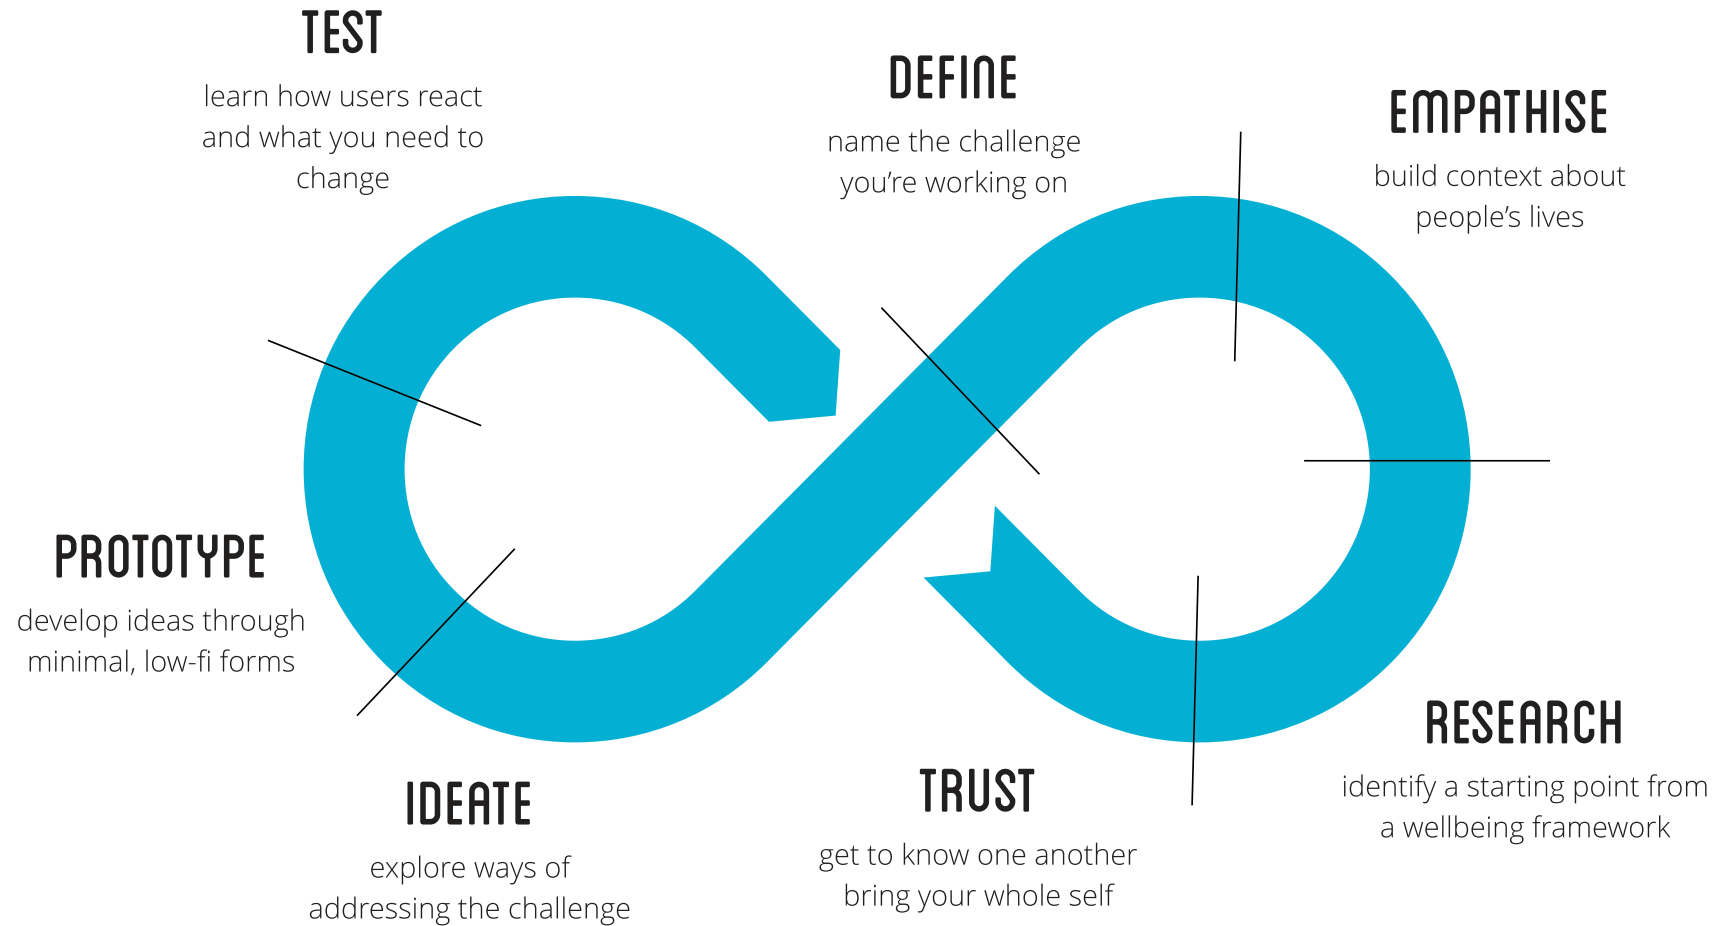 TEST
learn how users react
and what you need to
change
DEFINE
name the challenge
you're working on
EMPATHISE
build context about
people's lives
PROTOTYPE
develop ideas through
minimal, low-fi forms
IDEATE
explore ways of
addressing the challenge
TRUST
get to know one another
bring your whole self
RESEARCH
identify a starting point from
a wellbeing framework